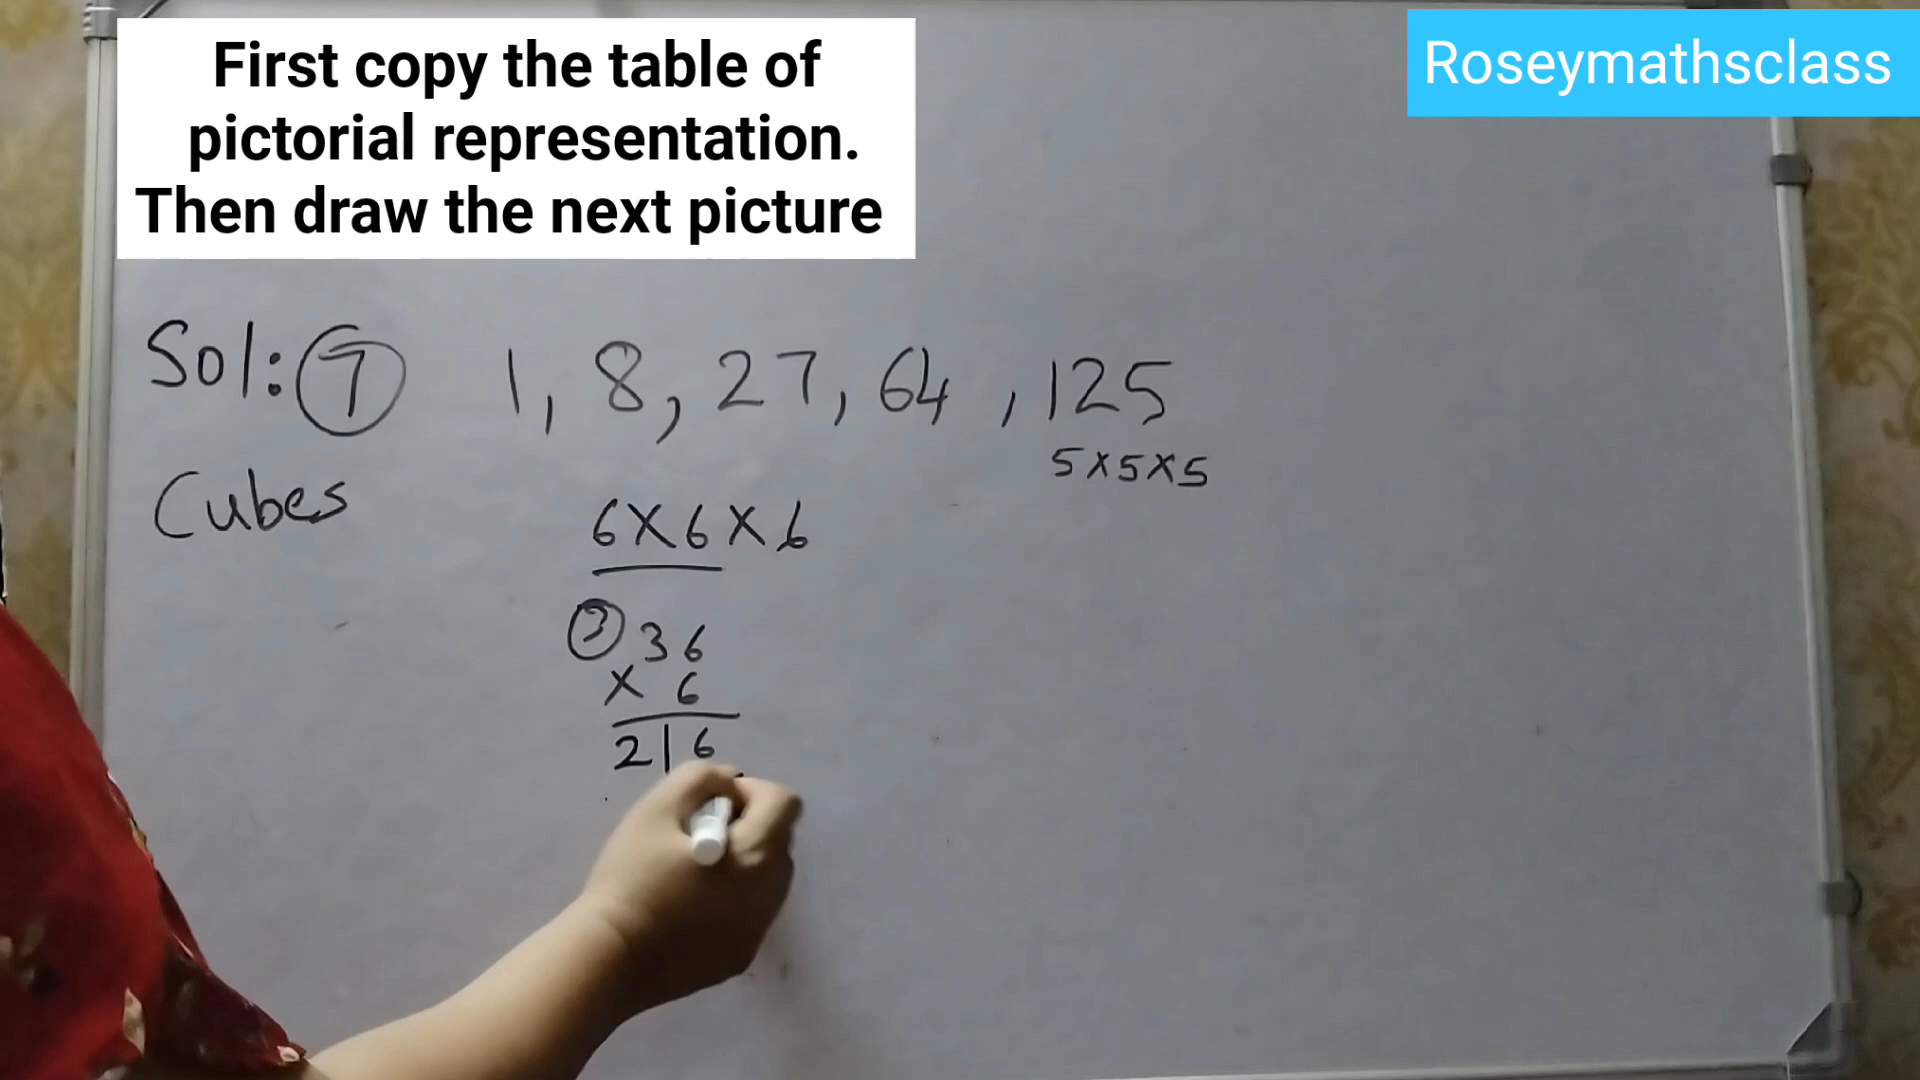 First copy the table of
pictorial representation.
Then draw the next picture
Roseymathsclass
Sol: 7 1, 8, 27, 64, 125
5×5×5
Cubes
6×6×6
3 36
× 6
216